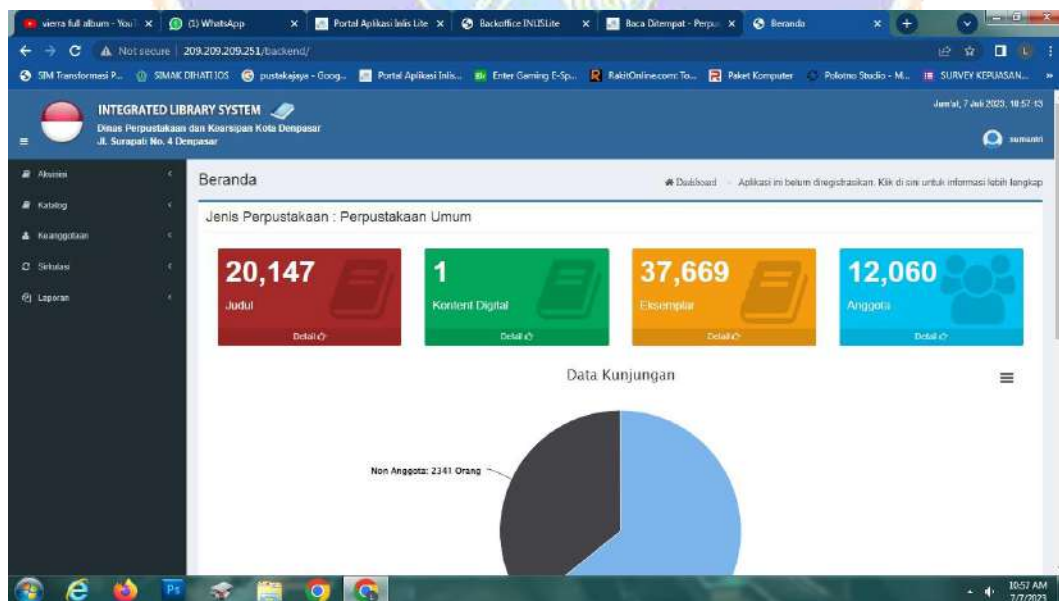 vierra full album - YouT
(1) WhatsApp
Portal Aplikasi Inlis Lite
Backoffice INLISLite
Baca Ditempat - Perpu
Beranda
Not secure
209.209.209.251/backend/
SIM Transformasi P...
SIMAK DIHATI IOS
pustakajaya - Goog...
Portal Aplikasi Inlis...
Enter Gaming E-Sp...
RakitOnline.com: To...
Paket Komputer
Polotno Studio - M...
SURVEY KEPUASAN...
»
INTEGRATED LIBRARY SYSTEM
Dinas Perpustakaan dan Kearsipan Kota Denpasar
Jl. Surapati No. 4 Denpasar
Jum'at, 7 Juli 2023, 10:57:13
sumantri
Akuisisi
Katalog
Keanggotaan
Sirkulasi
Laporan
Beranda
Dashboard
Aplikasi ini belum diregistrasikan. Klik di sini untuk informasi lebih lengkap
Jenis Perpustakaan : Perpustakaan Umum
20,147
Judul
Detail
1
Kontent Digital
Detail
37,669
Eksemplar
Detail
12,060
Anggota
Detail
Data Kunjungan
Non Anggota: 2341 Orang
Ps
10:57 AM
7/7/2023